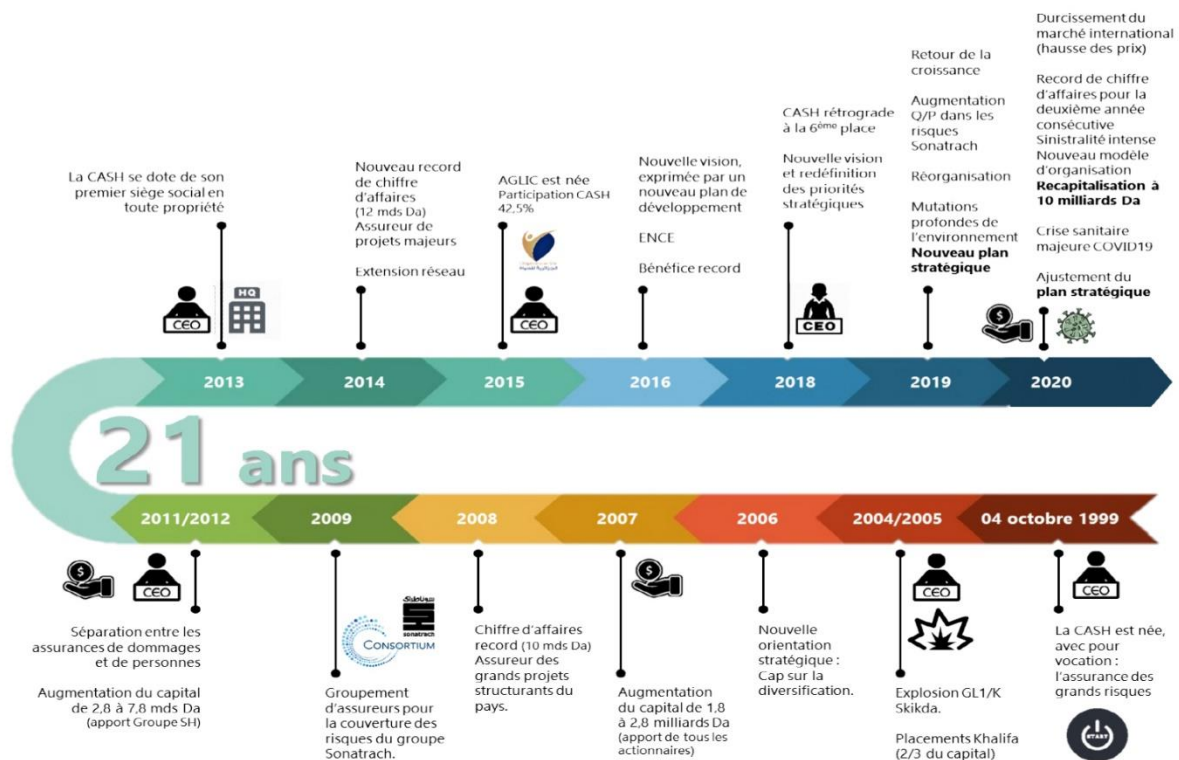 La CASH se dote de son
premier siège social en
toute propriété
HQ
CEO
Nouveau record
de chiffre
d'affaires
(12 mds Da)
Assureur de
projets majeurs
Extension réseau
AGLIC est née
Participation CASH
42,5%
CEO
Nouvelle vision,
exprimée par un
nouveau plan de
développement
ENCE
Bénéfice record
CASH rétrograde
à la 6ème place
Nouvelle vision
et redéfinition
des priorités
stratégiques
CEO
Retour de la
croissance
Augmentation
Q/P dans les
risques
Sonatrach
Réorganisation
Mutations
profondes de
l'environnement
Nouveau plan
stratégique
$
Durcissement du
marché international
(hausse des prix)
Record de chiffre
d'affaires pour la
deuxième année
consécutive
Sinistralité intense
Nouveau modèle
d'organisation
Recapitalisation à
10 milliards Da
Crise sanitaire
majeure COVID19
Ajustement du
plan stratégique
2013
2014
2015
2016
2018
2019
2020
21 ans
2011/2012
2009
2008
2007
2006
2004/2005
04 octobre 1999
$
CEO
Séparation entre les
assurances de dommages
et de personnes
Augmentation du capital
de 2,8 à 7,8 mds Da
(apport Groupe SH)
سوناطراك
sonatrach
CONSORTIUM
Groupement
d'assureurs pour
la couverture des
risques du groupe
Sonatrach.
Chiffre d'affaires
record (10 mds Da)
Assureur des
grands projets
structurants du
pays.
$
Augmentation
du capital de 1,8
à 2,8 milliards Da
(apport de tous les
actionnaires)
Nouvelle
orientation
stratégique :
Cap sur la
diversification.
CEO
Explosion GL1/K
Skikda.
Placements Khalifa
(2/3 du capital)
CEO
La CASH est née,
avec pour
vocation :
l'assurance des
grands risques
START